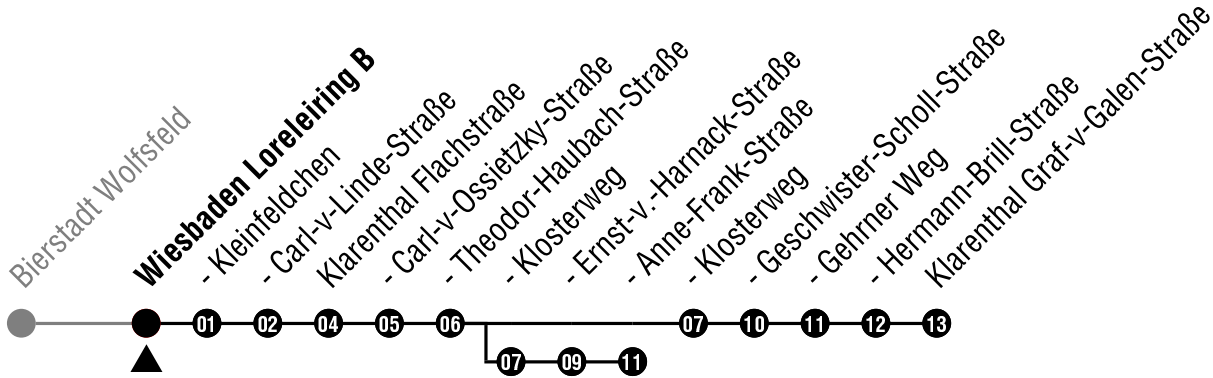 Bierstadt Wolfsfeld
Wiesbaden Loreleiring B
- Kleinfeldchen
- Carl-v-Linde-Straße
Klarenthal Flachstraße
- Carl-v-Ossietzky-Straße
- Theodor-Haubach-Straße
- Klosterweg
- Ernst-v.-Harnack-Straße
- Anne-Frank-Straße
- Klosterweg
- Geschwister-Scholl-Straße
- Gehrner Weg
- Hermann-Brill-Straße
Klarenthal Graf-v-Galen-Straße
01 02 04 05 06 07 10 11 12 13
07 09 11